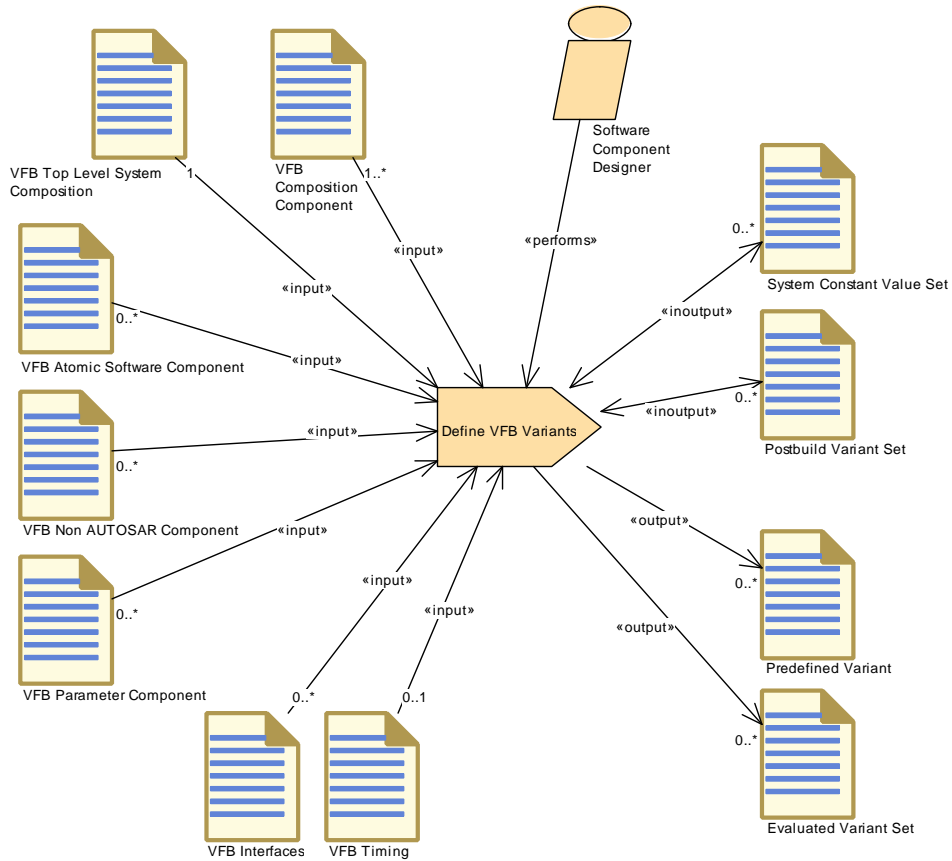 Software
Component
Designer
VFB Top Level System
Composition
1
VFB
Composition
Component
1..*
«input»
«performs»
0..*
System Constant Value Set
«input»
«inoutput»
0..*
VFB Atomic Software Component
«input»
0..*
Postbuild Variant Set
«inoutput»
Define VFB Variants
«input»
0..*
VFB Non AUTOSAR Component
«input»
0..*
VFB Parameter Component
«output»
0..*
Predefined Variant
«input»
«input»
«output»
0..*
Evaluated Variant Set
0..*
0..1
VFB Interfaces
VFB Timing